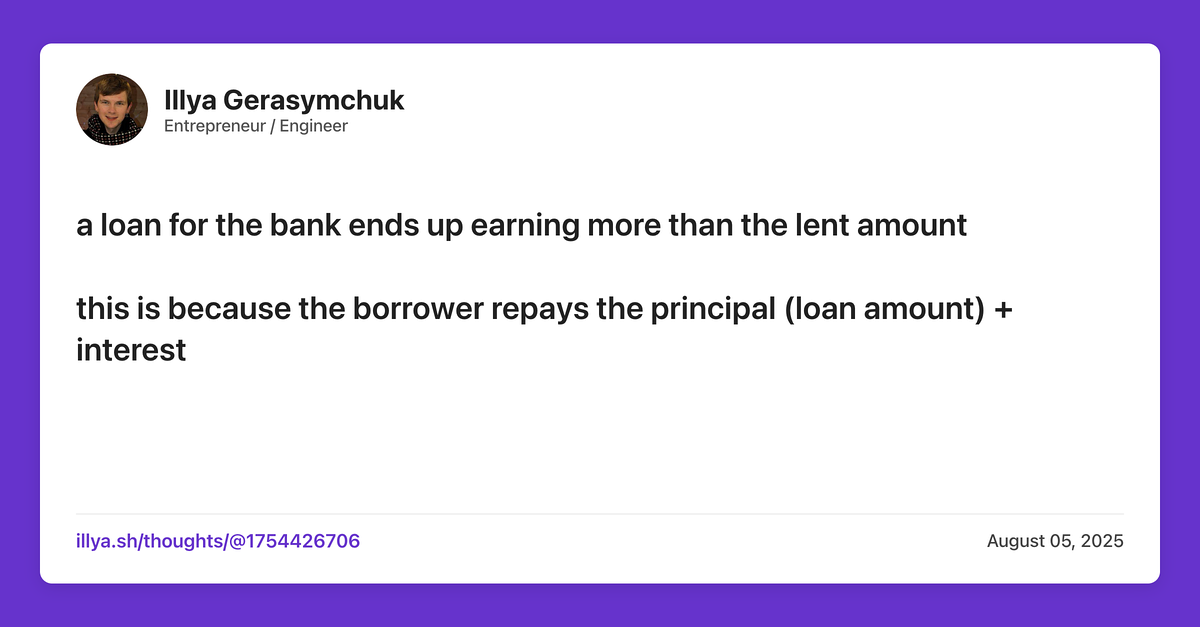 Illya Gerasymchuk
Entrepreneur / Engineer
a loan for the bank ends up earning more than the lent amount
this is because the borrower repays the principal (loan amount) +
interest
illya.sh/thoughts/@1754426706
August 05, 2025